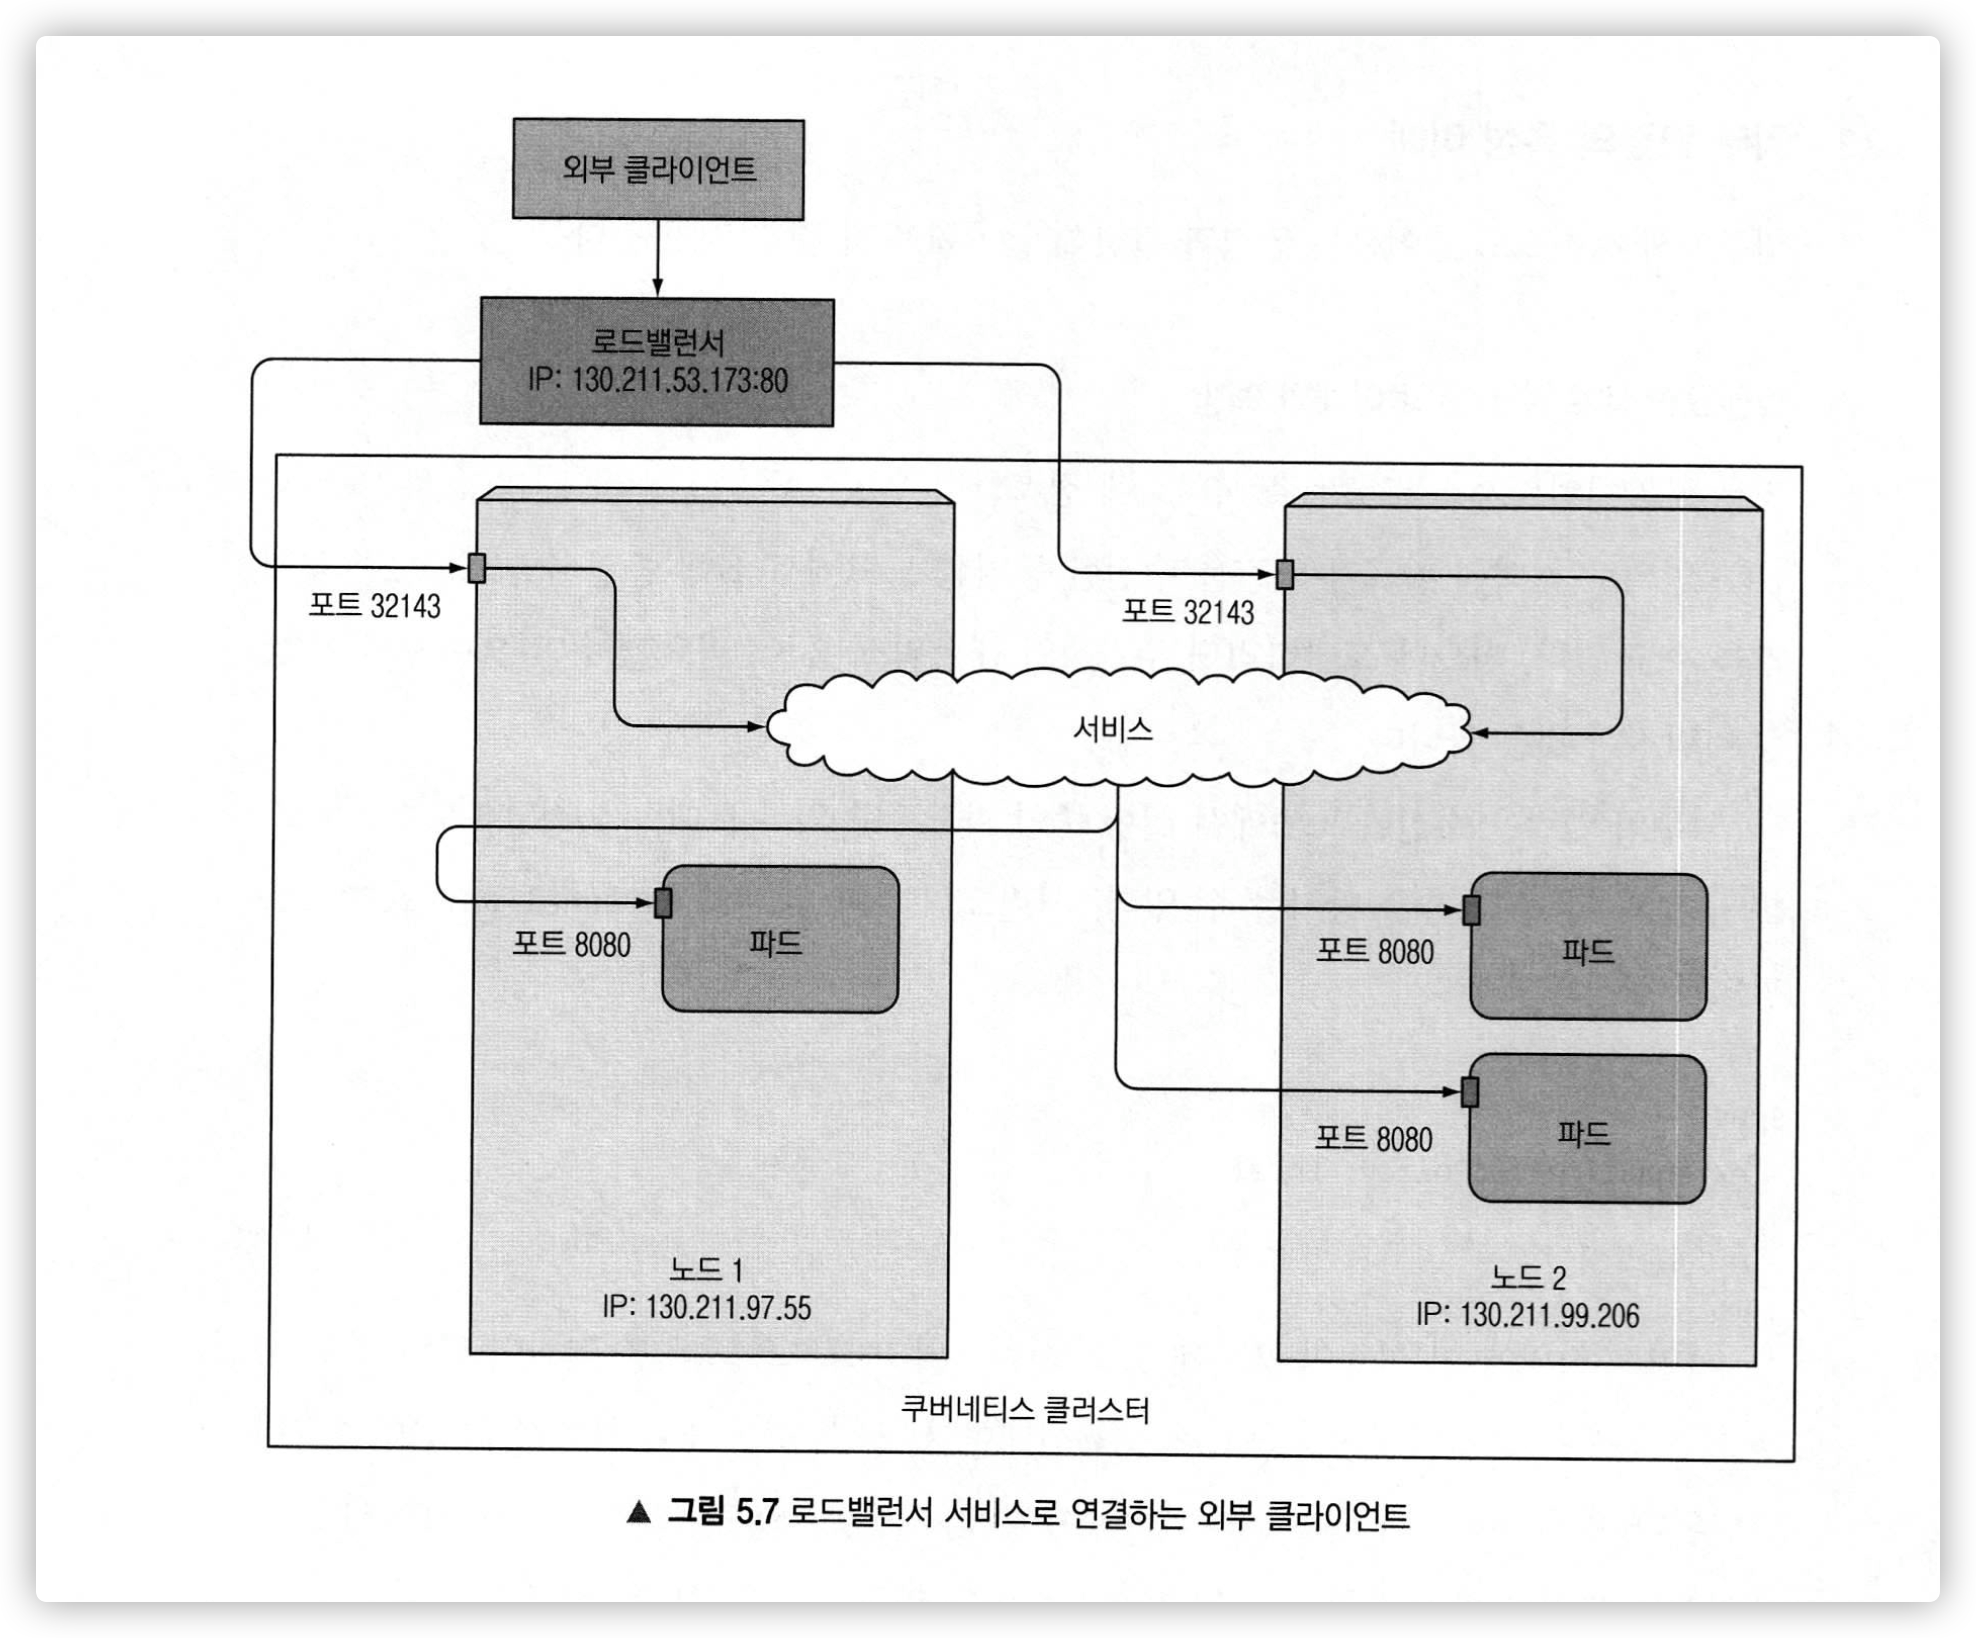 외부 클라이언트
로드밸런서
IP: 130.211.53.173:80
포트 32143
포트 32143
서비스
포트 8080
파드
포트 8080
파드
포트 8080
파드
노드 1
IP: 130.211.97.55
노드 2
IP: 130.211.99.206
쿠버네티스 클러스터
▲ 그림 5.7 로드밸런서 서비스로 연결하는 외부 클라이언트